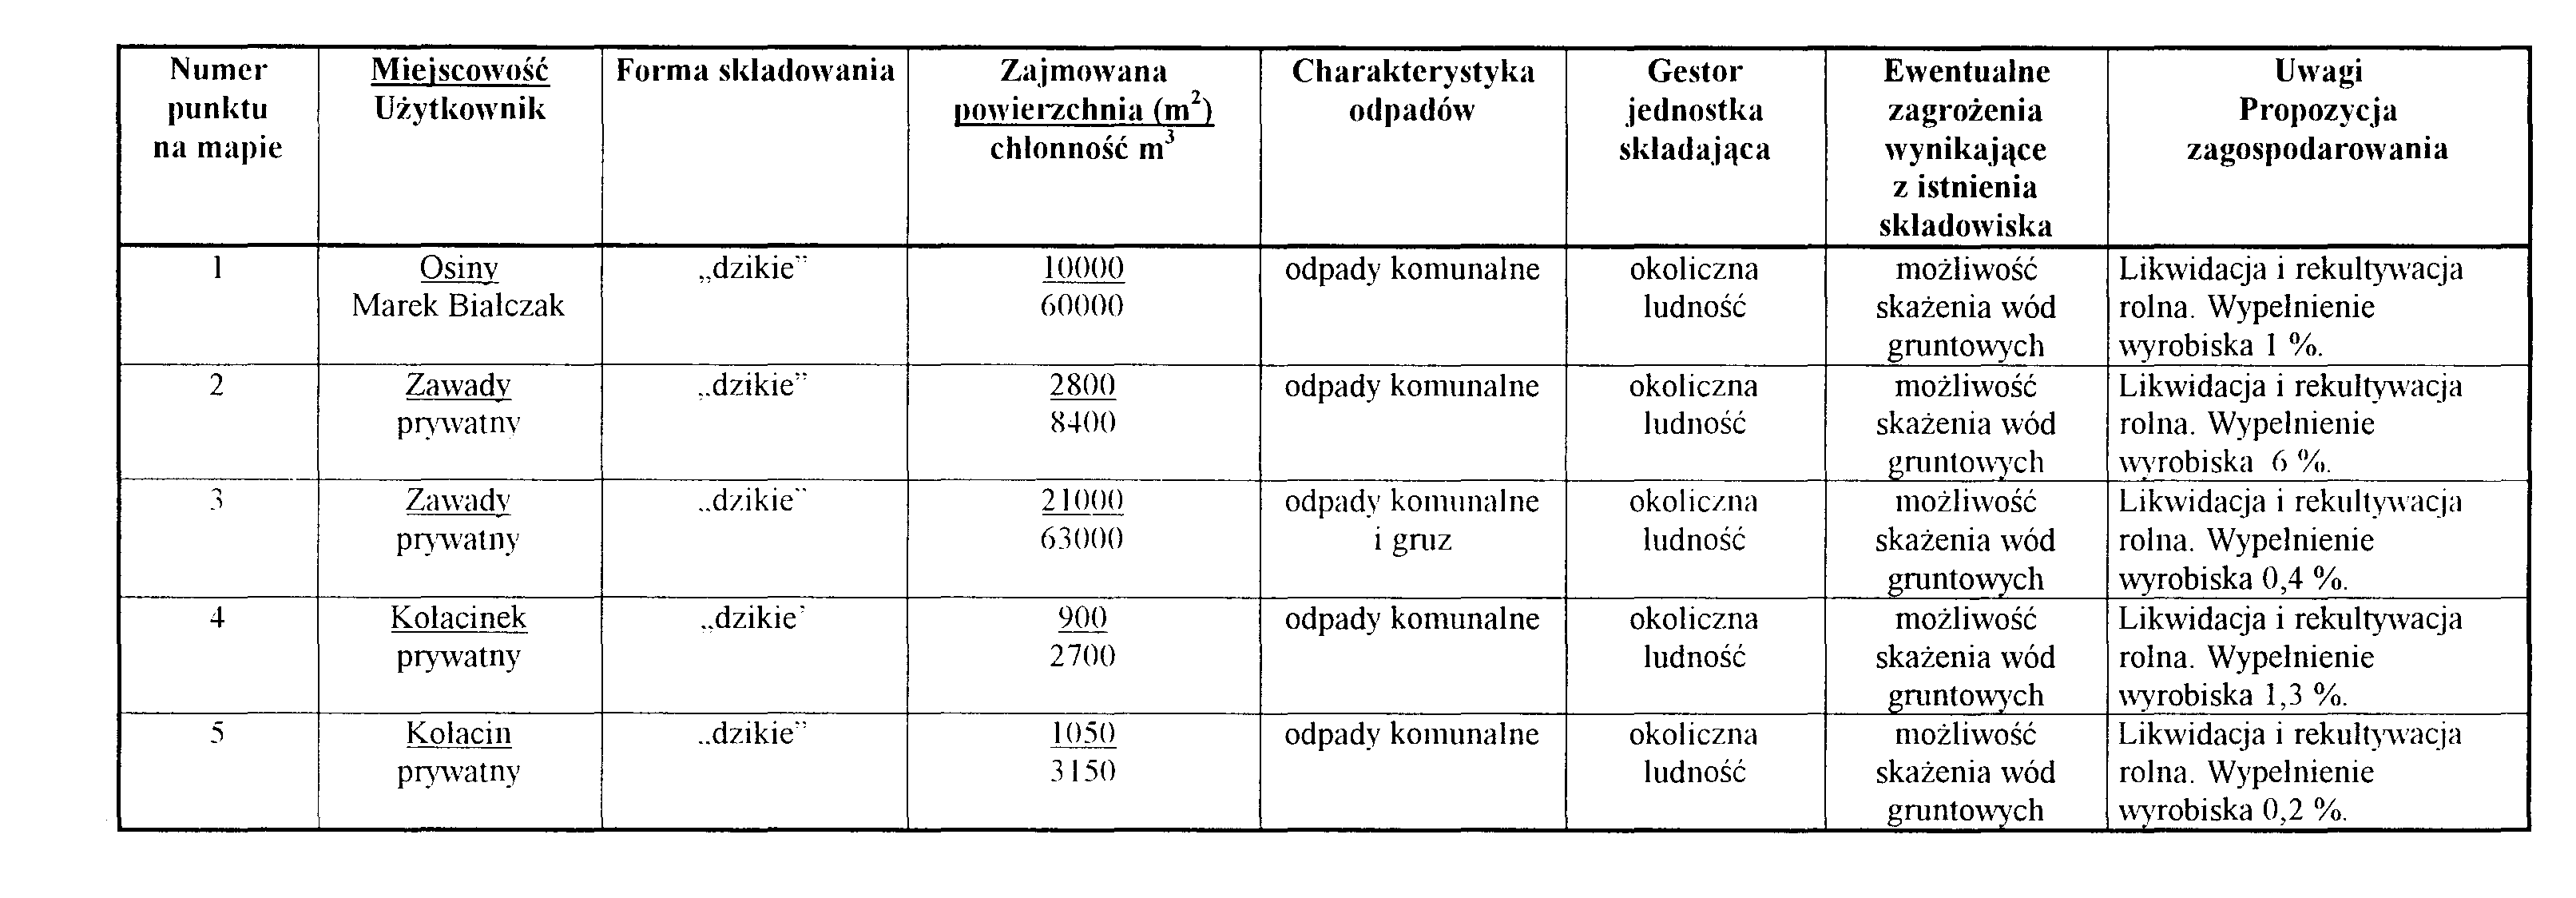 Numer
punktu
na mapie
Miejscowość
Użytkownik
Forma składowania
Zajmowana
powierzchnia (m²)
chłonność m³
Charakterystyka
odpadów
Gestor
jednostka
składająca
Ewentualne
zagrożenia
wynikające
z istnienia
składowiska
Uwagi
Propozycja
zagospodarowania
1
Osiny
Marek Białczak
„dzikie”
10000
60000
odpady komunalne
okoliczna
ludność
możliwość
skażenia wód
gruntowych
Likwidacja i rekultywacja
rolna. Wypełnienie
wyrobiska 1 %.
2
Zawady
prywatny
„dzikie”
2800
8400
odpady komunalne
okoliczna
ludność
możliwość
skażenia wód
gruntowych
Likwidacja i rekultywacja
rolna. Wypełnienie
wyrobiska 6 %.
3
Zawady
prywatny
„dzikie”
21000
63000
odpady komunalne
i gruz
okoliczna
ludność
możliwość
skażenia wód
gruntowych
Likwidacja i rekultywacja
rolna. Wypełnienie
wyrobiska 0,4 %.
4
Kołacinek
prywatny
„dzikie”
900
2700
odpady komunalne
okoliczna
ludność
możliwość
skażenia wód
gruntowych
Likwidacja i rekultywacja
rolna. Wypełnienie
wyrobiska 1,3 %.
5
Kołacin
prywatny
„dzikie”
1050
3150
odpady komunalne
okoliczna
ludność
możliwość
skażenia wód
gruntowych
Likwidacja i rekultywacja
rolna. Wypełnienie
wyrobiska 0,2 %.